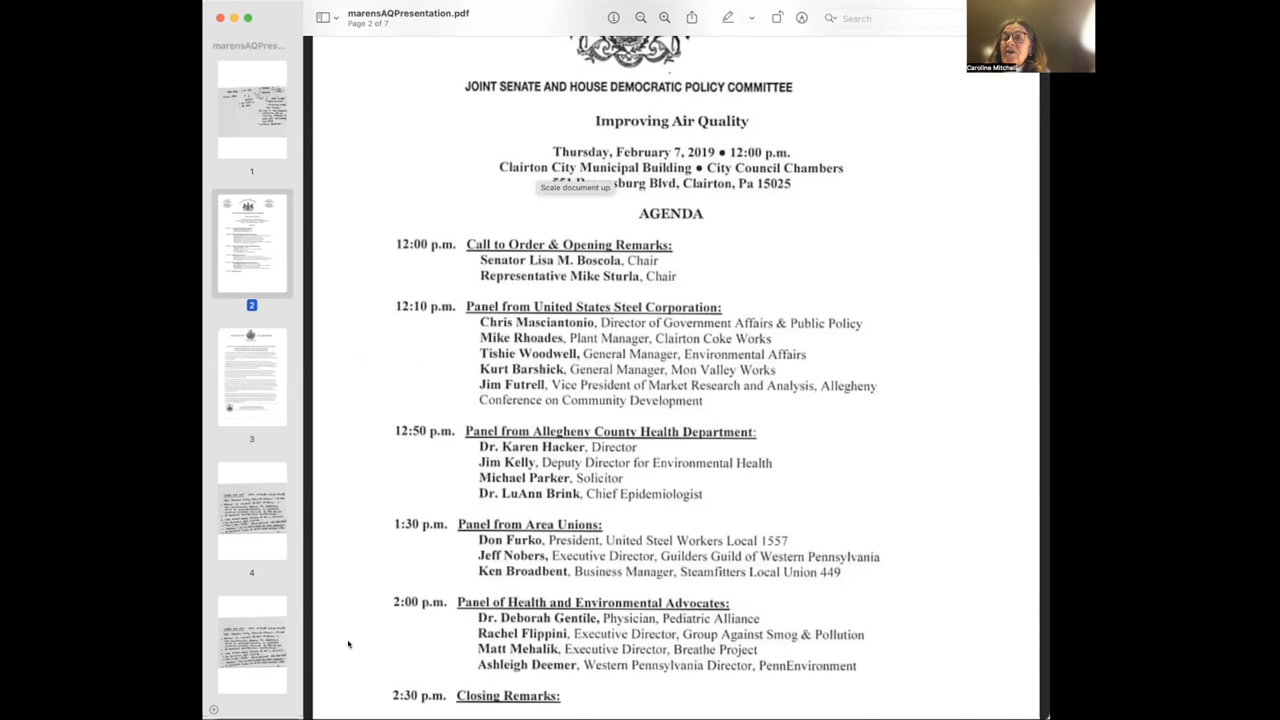 marensAQPresentation.pdf
Page 2 of 7
Search
Caroline Mitchell
marensAQPres...
1
2
3
4
JOINT SENATE AND HOUSE DEMOCRATIC POLICY COMMITTEE
Improving Air Quality
Thursday, February 7, 2019 ● 12:00 p.m.
Clairton City Municipal Building ● City Council Chambers
Blvd, Clairton, Pa 15025
Scale document up
AGENDA
12:00 p.m. Call to Order & Opening Remarks:
Senator Lisa M. Boscola, Chair
Representative Mike Sturla, Chair
12:10 p.m. Panel from United States Steel Corporation:
Chris Masciantonio, Director of Government Affairs & Public Policy
Mike Rhoades, Plant Manager, Clairton Coke Works
Tishie Woodwell, General Manager, Environmental Affairs
Kurt Barshick, General Manager, Mon Valley Works
Jim Futrell, Vice President of Market Research and Analysis, Allegheny
Conference on Community Development
12:50 p.m. Panel from Allegheny County Health Department:
Dr. Karen Hacker, Director
Jim Kelly, Deputy Director for Environmental Health
Michael Parker, Solicitor
Dr. LuAnn Brink, Chief Epidemiologist
1:30 p.m. Panel from Area Unions:
Don Furko, President, United Steel Workers Local 1557
Jeff Nobers, Executive Director, Guilders Guild of Western Pennsylvania
Ken Broadbent, Business Manager, Steamfitters Local Union 449
2:00 p.m. Panel of Health and Environmental Advocates:
Dr. Deborah Gentile, Physician, Pediatric Alliance
Rachel Filippini, Executive Director, Group Against Smog & Pollution
Matt Mehalik, Executive Director, Breathe Project
Ashleigh Deemer, Western Pennsylvania Director, PennEnvironment
2:30 p.m. Closing Remarks: